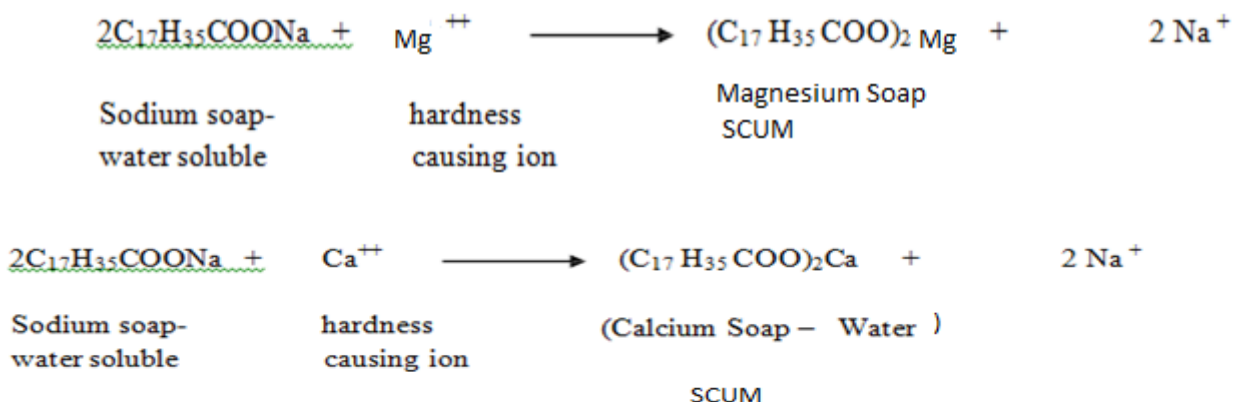 2C₁₇H₃₅COONa + Mg ⁺⁺ ⟶ (C₁₇H₃₅COO)₂ Mg + 2 Na⁺
Sodium soap- hardness Magnesium Soap
water soluble causing ion SCUM
2C₁₇H₃₅COONa + Ca⁺⁺ ⟶ (C₁₇H₃₅COO)₂Ca + 2 Na⁺
Sodium soap- hardness (Calcium Soap – Water )
water soluble causing ion
SCUM